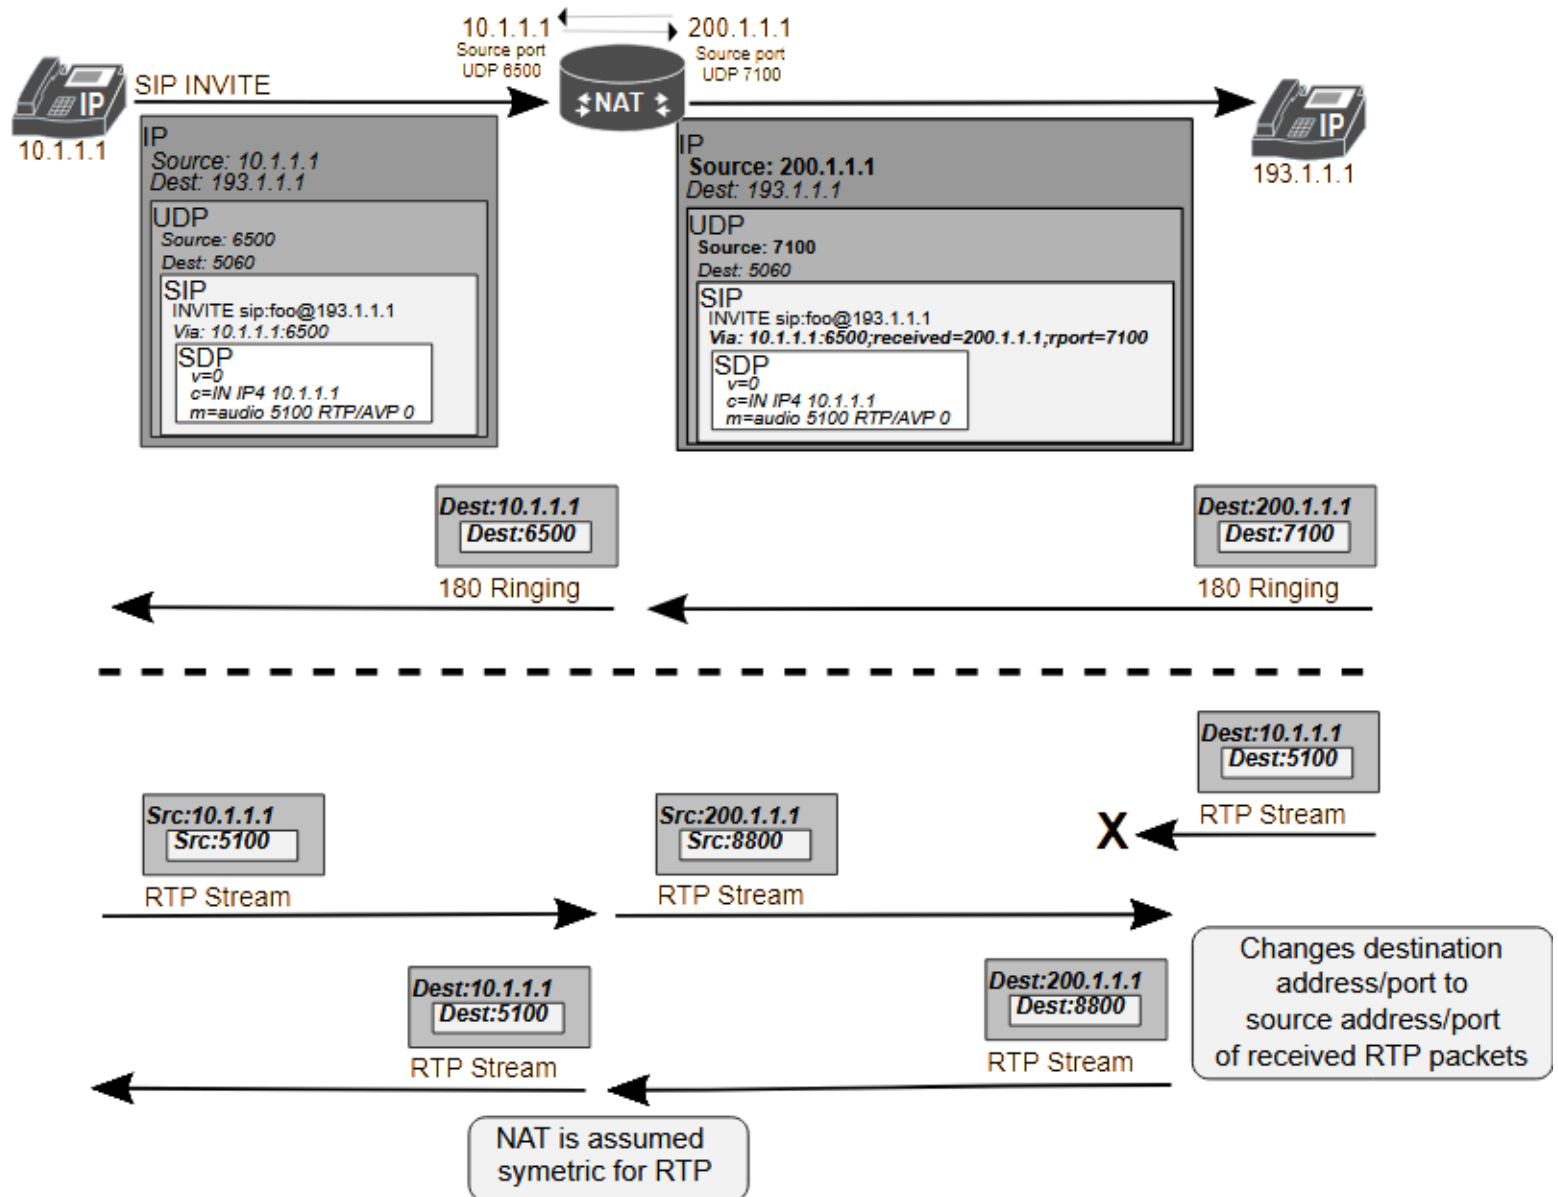 10.1.1.1
Source port
UDP 6500
200.1.1.1
Source port
UDP 7100
IP
10.1.1.1
SIP INVITE
NAT
IP
193.1.1.1
IP
Source: 10.1.1.1
Dest: 193.1.1.1
UDP
Source: 6500
Dest: 5060
SIP
INVITE sip:foo@193.1.1.1
Via: 10.1.1.1:6500
SDP
v=0
c=IN IP4 10.1.1.1
m=audio 5100 RTP/AVP 0
IP
Source: 200.1.1.1
Dest: 193.1.1.1
UDP
Source: 7100
Dest: 5060
SIP
INVITE sip:foo@193.1.1.1
Via: 10.1.1.1:6500;received=200.1.1.1;rport=7100
SDP
v=0
c=IN IP4 10.1.1.1
m=audio 5100 RTP/AVP 0
Dest:10.1.1.1
Dest:6500
180 Ringing
Dest:200.1.1.1
Dest:7100
180 Ringing
Dest:10.1.1.1
Dest:5100
RTP Stream
X
Src:10.1.1.1
Src:5100
RTP Stream
Src:200.1.1.1
Src:8800
RTP Stream
Changes destination
address/port to
source address/port
of received RTP packets
Dest:10.1.1.1
Dest:5100
RTP Stream
Dest:200.1.1.1
Dest:8800
RTP Stream
NAT is assumed
symetric for RTP